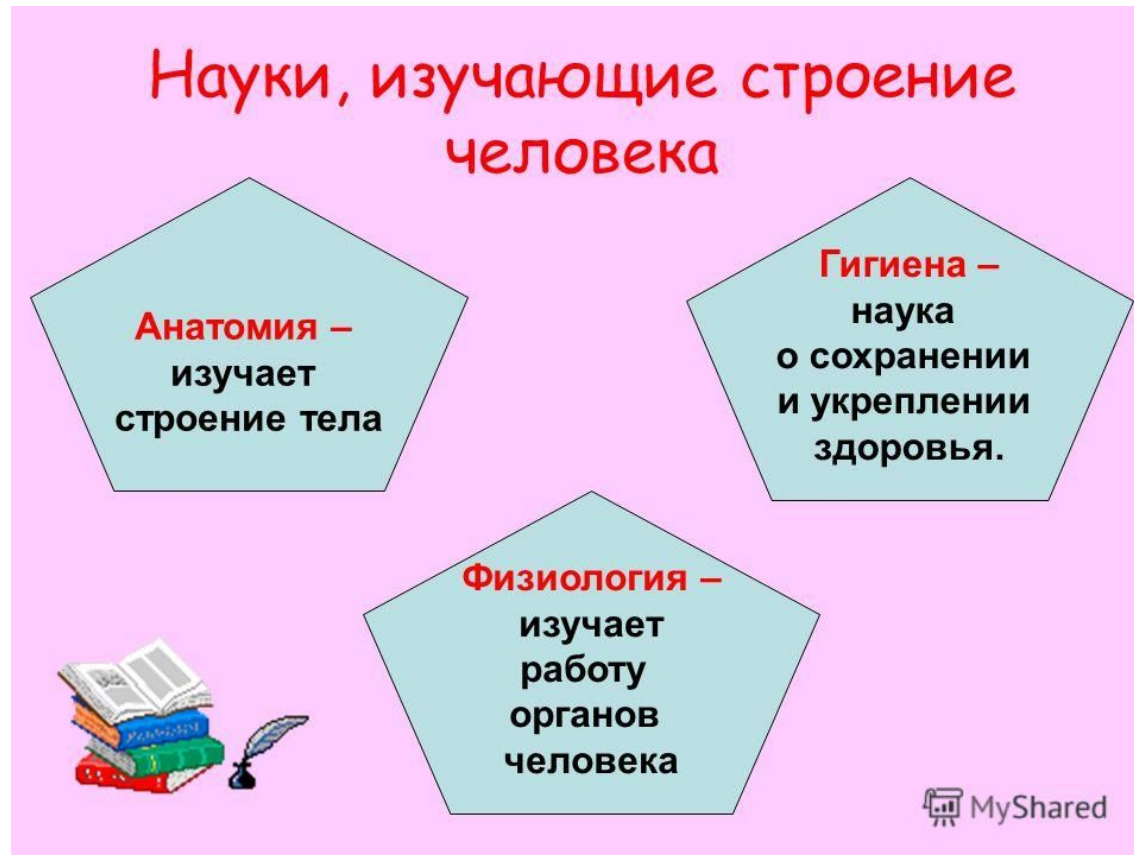 Науки, изучающие строение
человека
Анатомия –
изучает
строение тела
Гигиена –
наука
о сохранении
и укреплении
здоровья.
Физиология –
изучает
работу
органов
человека
MyShared